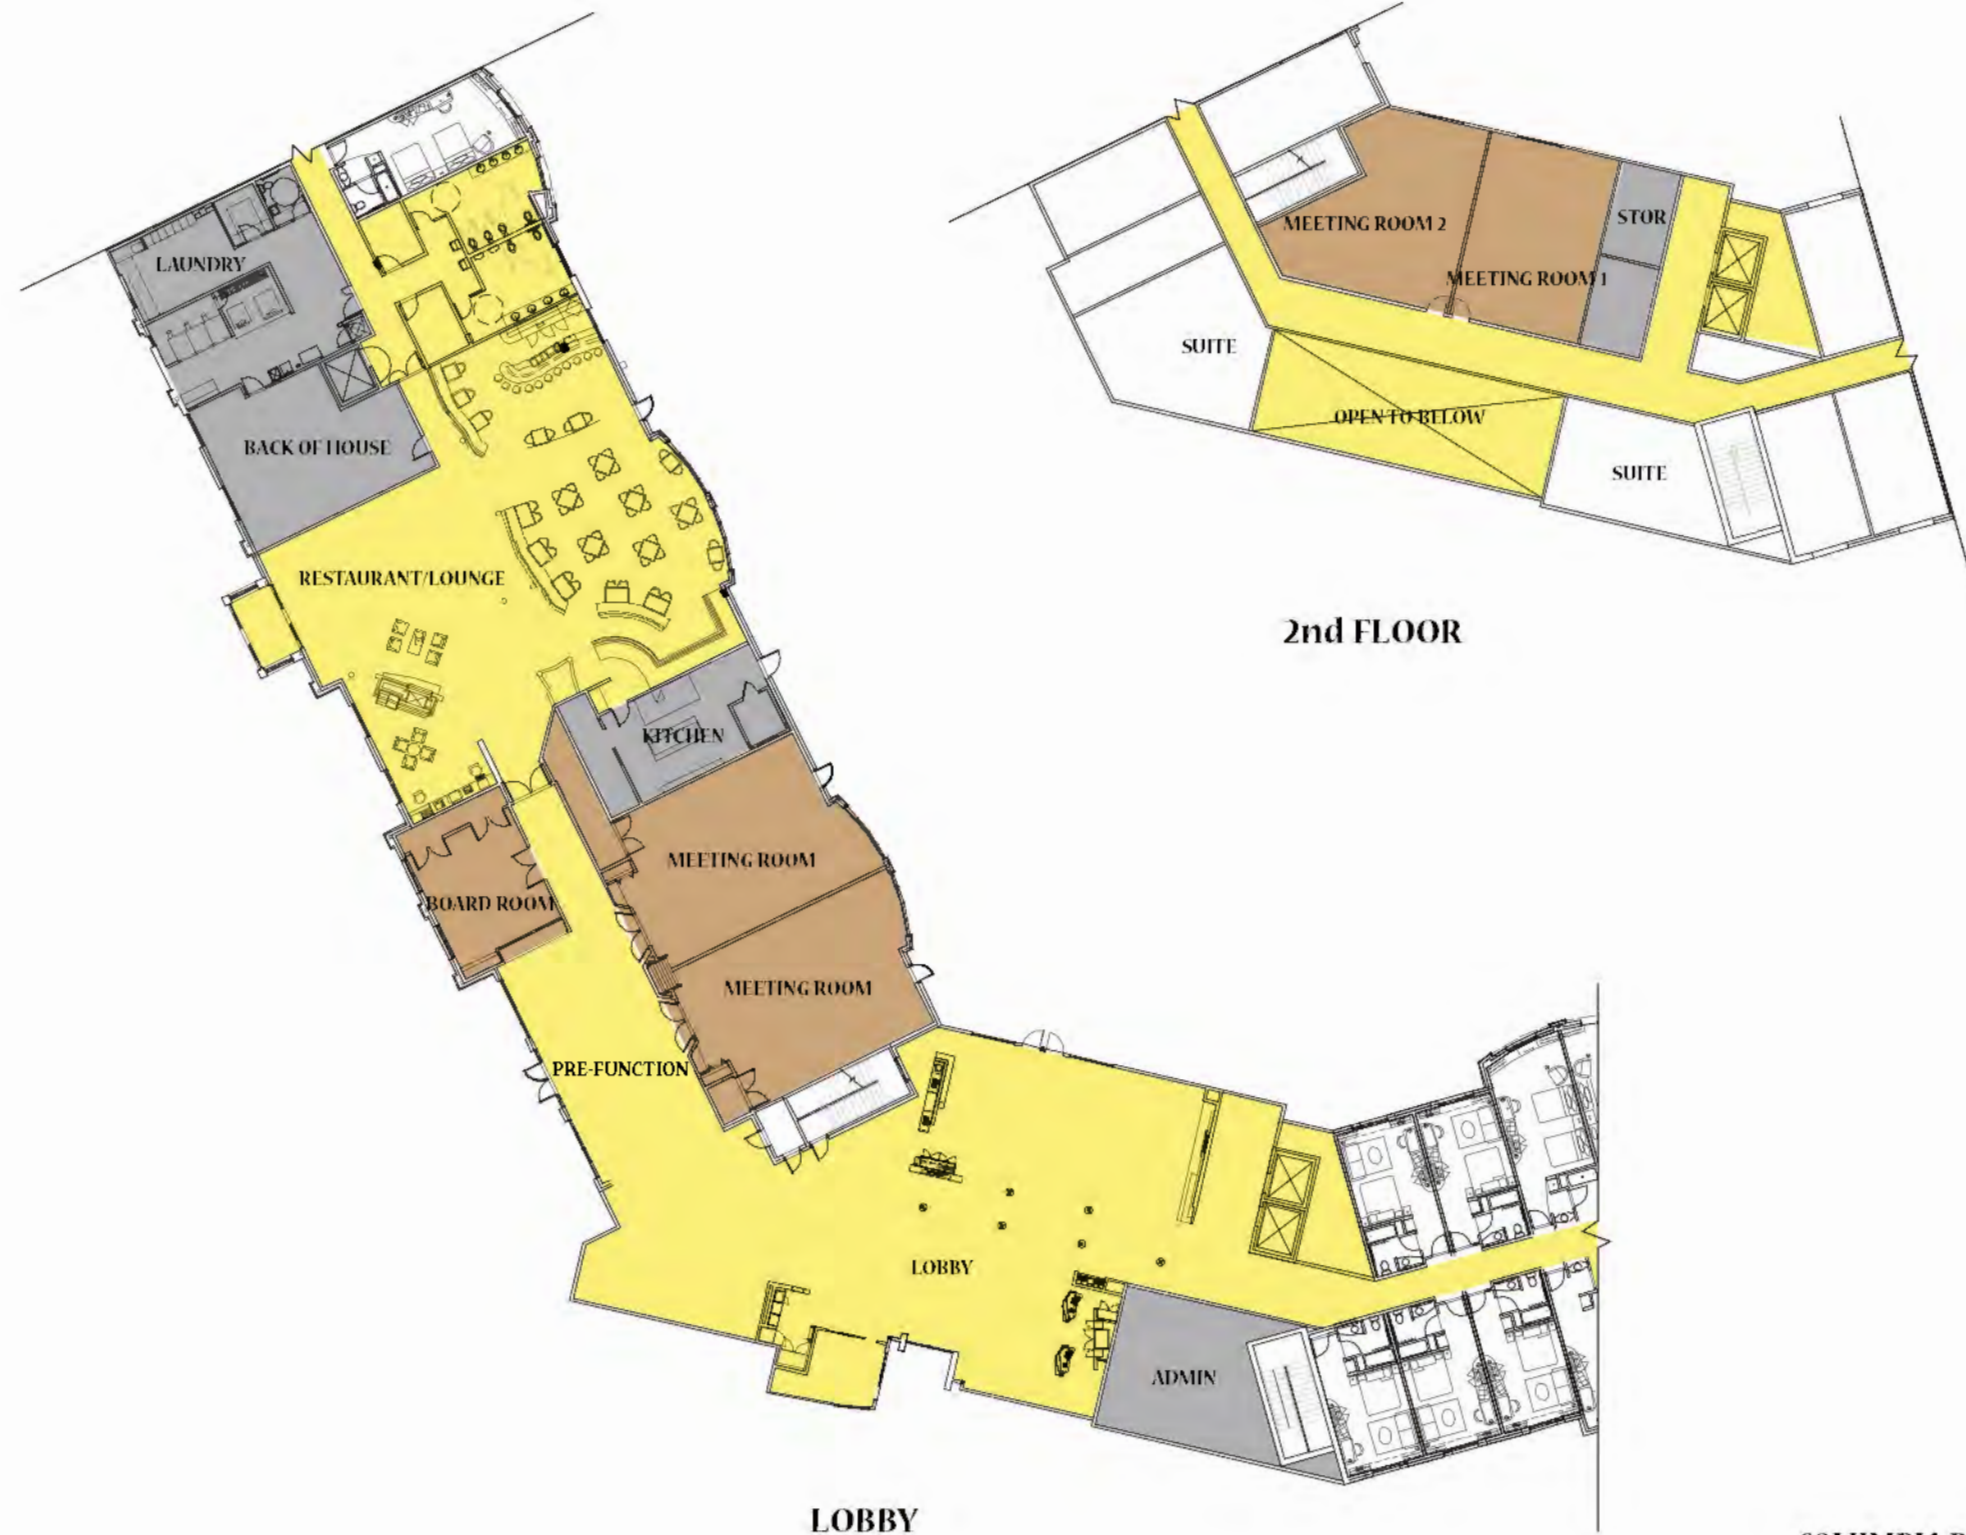 MEETING ROOM 2
STOR
MEETING ROOM 1
LAUNDRY
SUITE
OPEN TO BELOW
BACK OF HOUSE
SUITE
RESTAURANT/LOUNGE
2nd FLOOR
KITCHEN
MEETING ROOM
BOARD ROOM
MEETING ROOM
PRE-FUNCTION
LOBBY
ADMIN
LOBBY